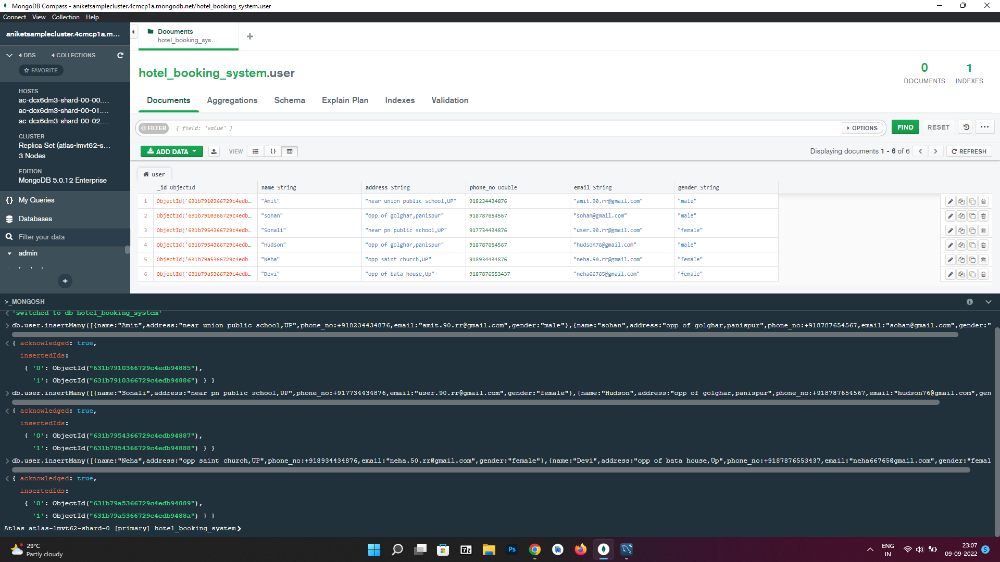 MongoDB Compass - aniketsamplecluster.4cmcp1a.mongodb.net/hotel_booking_system.user
Connect View Collection Help
aniketsamplecluster.4cmcp1a.m...
Documents
hotel_booking_sys...
4 DBS 4 COLLECTIONS
FAVORITE
HOSTS
ac-dcx6dm3-shard-00-00....
ac-dcx6dm3-shard-00-01....
ac-dcx6dm3-shard-00-02....
CLUSTER
Replica Set (atlas-lmvt62-s...
3 Nodes
EDITION
MongoDB 5.0.12 Enterprise
My Queries
Databases
Filter your data
admin
hotel_booking_system.user
0 DOCUMENTS
1 INDEXES
Documents Aggregations Schema Explain Plan Indexes Validation
FILTER { field: 'value' } OPTIONS FIND RESET
ADD DATA VIEW {} Displaying documents 1 - 6 of 6 REFRESH
user
_id ObjectId name String address String phone_no Double email String gender String
1 ObjectId('631b7910366729c4edb… "Amit" "near union public school,UP" 918234434876 "amit.90.rr@gmail.com" "male"
2 ObjectId('631b7910366729c4edb… "sohan" "opp of golghar,panispur" 918787654567 "sohan@gmail.com" "male"
3 ObjectId('631b7954366729c4edb… "Sonali" "near pn public school,UP" 917734434876 "user.90.rr@gmail.com" "female"
4 ObjectId('631b7954366729c4edb… "Hudson" "opp of golghar,panispur" 918787654567 "hudson76@gmail.com" "male"
5 ObjectId('631b79a5366729c4edb… "Neha" "opp saint church,UP" 918934434876 "neha.50.rr@gmail.com" "female"
6 ObjectId('631b79a5366729c4edb… "Devi" "opp of bata house,Up" 9187876553437 "neha66765@gmail.com" "female"
>_MONGOSH
< 'switched to db hotel_booking_system'
> db.user.insertMany([{name:"Amit",address:"near union public school,UP",phone_no:+918234434876,email:"amit.90.rr@gmail.com",gender:"male"},{name:"sohan",address:"opp of golghar,panispur",phone_no:+918787654567,email:"sohan@gmail.com",gender:"
< { acknowledged: true,
insertedIds:
{ '0': ObjectId("631b7910366729c4edb94885"),
'1': ObjectId("631b7910366729c4edb94886") } }
> db.user.insertMany([{name:"Sonali",address:"near pn public school,UP",phone_no:+917734434876,email:"user.90.rr@gmail.com",gender:"female"},{name:"Hudson",address:"opp of golghar,panispur",phone_no:+918787654567,email:"hudson76@gmail.com",gen
< { acknowledged: true,
insertedIds:
{ '0': ObjectId("631b7954366729c4edb94887"),
'1': ObjectId("631b7954366729c4edb94888") } }
> db.user.insertMany([{name:"Neha",address:"opp saint church,UP",phone_no:+918934434876,email:"neha.50.rr@gmail.com",gender:"female"},{name:"Devi",address:"opp of bata house,Up",phone_no:+9187876553437,email:"neha66765@gmail.com",gender:"femal
< { acknowledged: true,
insertedIds:
{ '0': ObjectId("631b79a5366729c4edb94889"),
'1': ObjectId("631b79a5366729c4edb9488a") } }
Atlas atlas-lmvt62-shard-0 [primary] hotel_booking_system>
29°C
Partly cloudy
7z
Ps
ENG
IN
23:07
09-09-2022
5